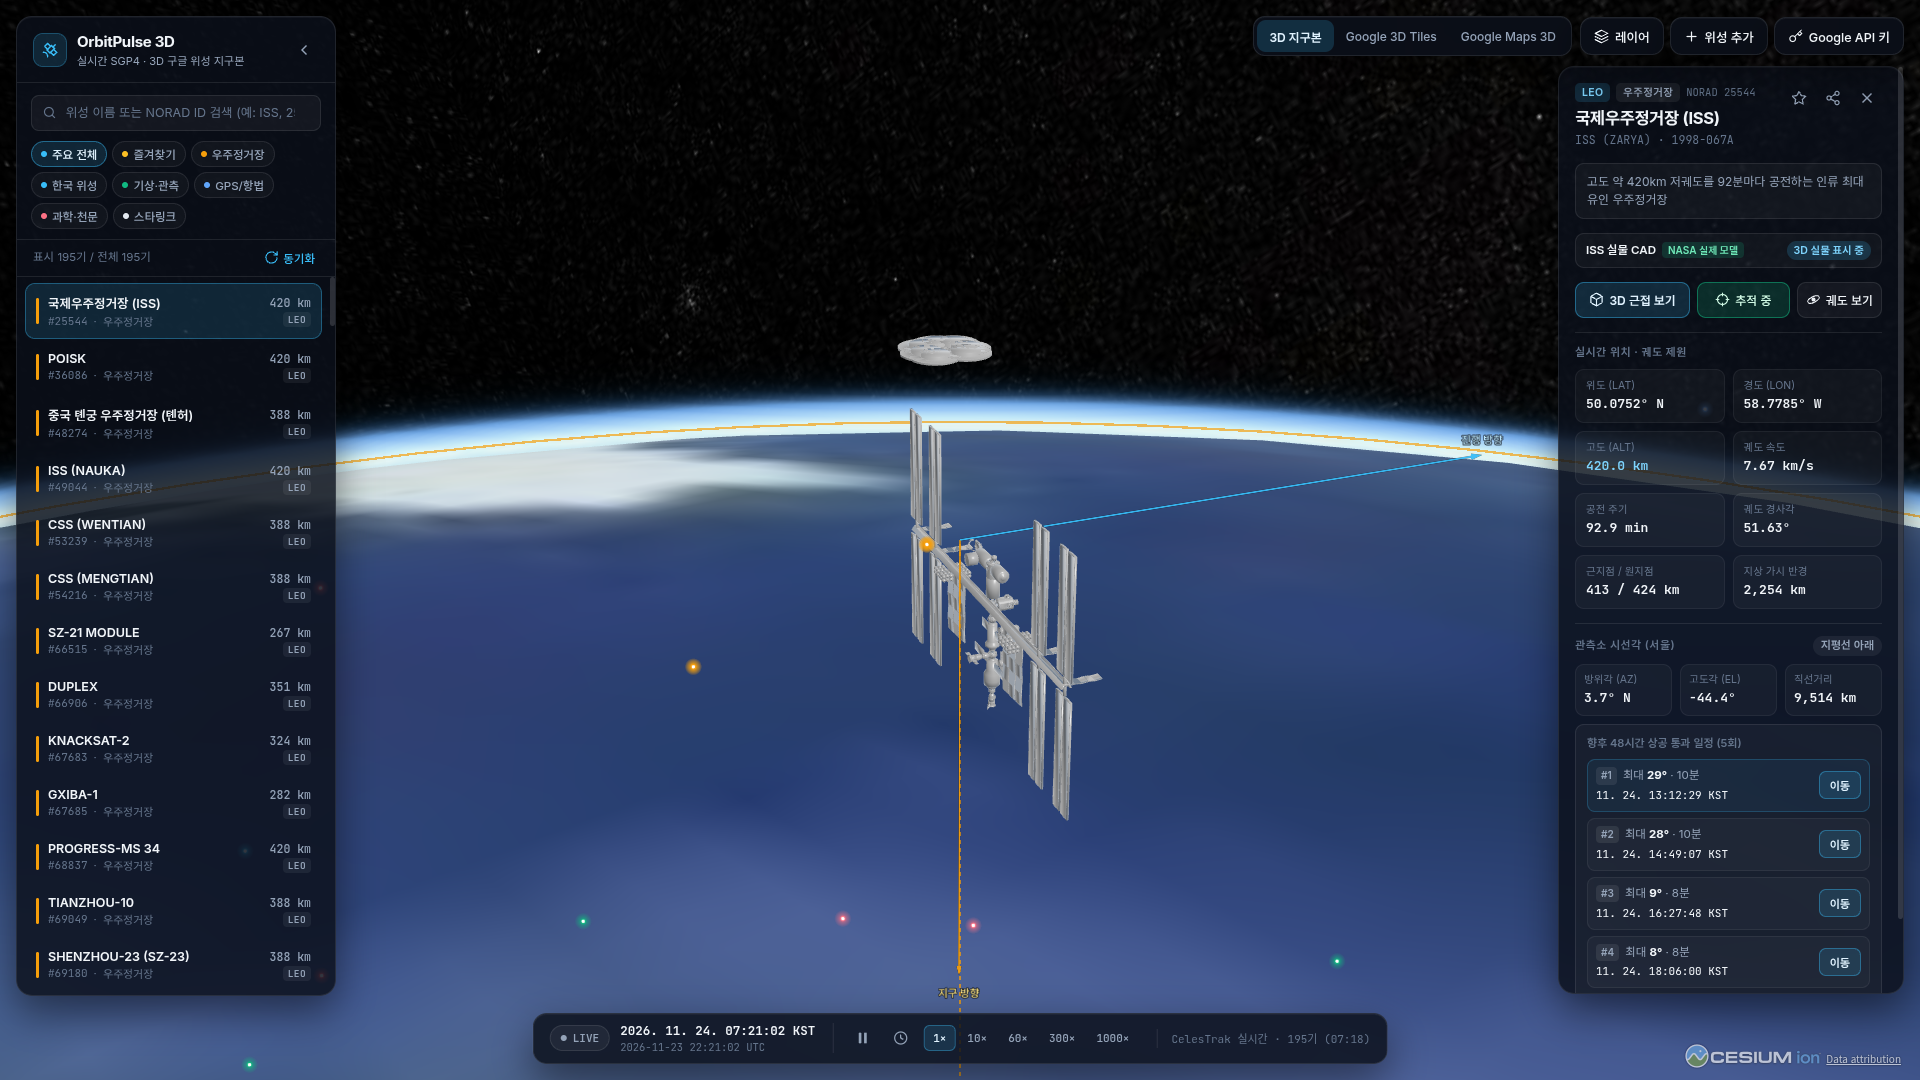 OrbitPulse 3D
실시간 SGP4 · 3D 구글 위성 지구본
위성 이름 또는 NORAD ID 검색 (예: ISS, 25
주요 전체
즐겨찾기
우주정거장
한국 위성
기상·관측
GPS/항법
과학·천문
스타링크
표시 195기 / 전체 195기
동기화
국제우주정거장 (ISS)
420 km
#25544 · 우주정거장
LEO
POISK
420 km
#36086 · 우주정거장
LEO
중국 톈궁 우주정거장 (톈허)
388 km
#48274 · 우주정거장
LEO
ISS (NAUKA)
420 km
#49044 · 우주정거장
LEO
CSS (WENTIAN)
388 km
#53239 · 우주정거장
LEO
CSS (MENGTIAN)
388 km
#54216 · 우주정거장
LEO
SZ-21 MODULE
267 km
#66515 · 우주정거장
LEO
DUPLEX
351 km
#66906 · 우주정거장
LEO
KNACKSAT-2
324 km
#67683 · 우주정거장
LEO
GXIBA-1
282 km
#67685 · 우주정거장
LEO
PROGRESS-MS 34
420 km
#68837 · 우주정거장
LEO
TIANZHOU-10
388 km
#69049 · 우주정거장
LEO
SHENZHOU-23 (SZ-23)
388 km
#69180 · 우주정거장
LEO
3D 지구본
Google 3D Tiles
Google Maps 3D
레이어
위성 추가
Google API 키
진행 방향
지구 방향
LEO
우주정거장
NORAD 25544
국제우주정거장 (ISS)
ISS (ZARYA) · 1998-067A
고도 약 420km 저궤도를 92분마다 공전하는 인류 최대
유인 우주정거장
ISS 실물 CAD
NASA 실제 모델
3D 실물 표시 중
3D 근접 보기
추적 중
궤도 보기
실시간 위치 · 궤도 제원
위도 (LAT)
50.0752° N
경도 (LON)
58.7785° W
고도 (ALT)
420.0 km
궤도 속도
7.67 km/s
공전 주기
92.9 min
궤도 경사각
51.63°
근지점 / 원지점
413 / 424 km
지상 가시 반경
2,254 km
관측소 시선각 (서울)
지평선 아래
방위각 (AZ)
3.7° N
고도각 (EL)
-44.4°
직선거리
9,514 km
향후 48시간 상공 통과 일정 (5회)
#1 최대 29° · 10분
11. 24. 13:12:29 KST
이동
#2 최대 28° · 10분
11. 24. 14:49:07 KST
이동
#3 최대 9° · 8분
11. 24. 16:27:48 KST
이동
#4 최대 8° · 8분
11. 24. 18:06:00 KST
이동
LIVE
2026. 11. 24. 07:21:02 KST
2026-11-23 22:21:02 UTC
1×
10×
60×
300×
1000×
CelesTrak 실시간 · 195기 (07:18)
CESIUM ion
Data attribution